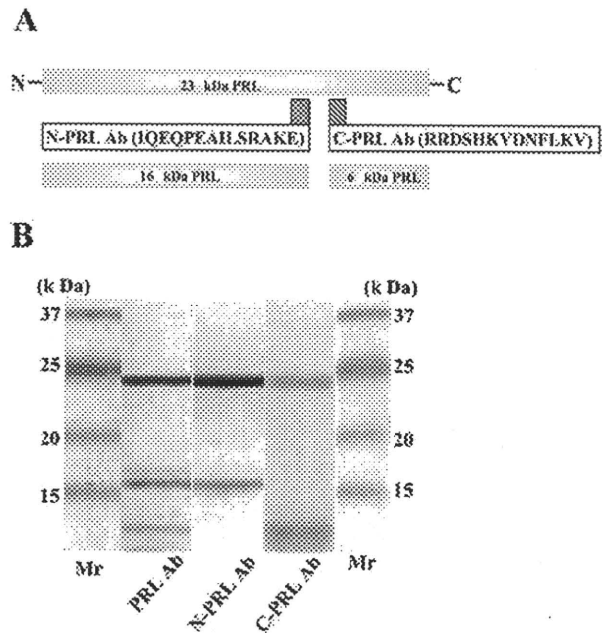 A
N
23 kDa PRL
C
N-PRL Ab (IQEQPEAILSRAKE)
C-PRL Ab (RRDSHKVDNFLKV)
16 kDa PRL
6 kDa PRL
B
(k Da)
(k Da)
37
37
25
25
20
20
15
15
Mr
PRL Ab
N-PRL Ab
C-PRL Ab
Mr